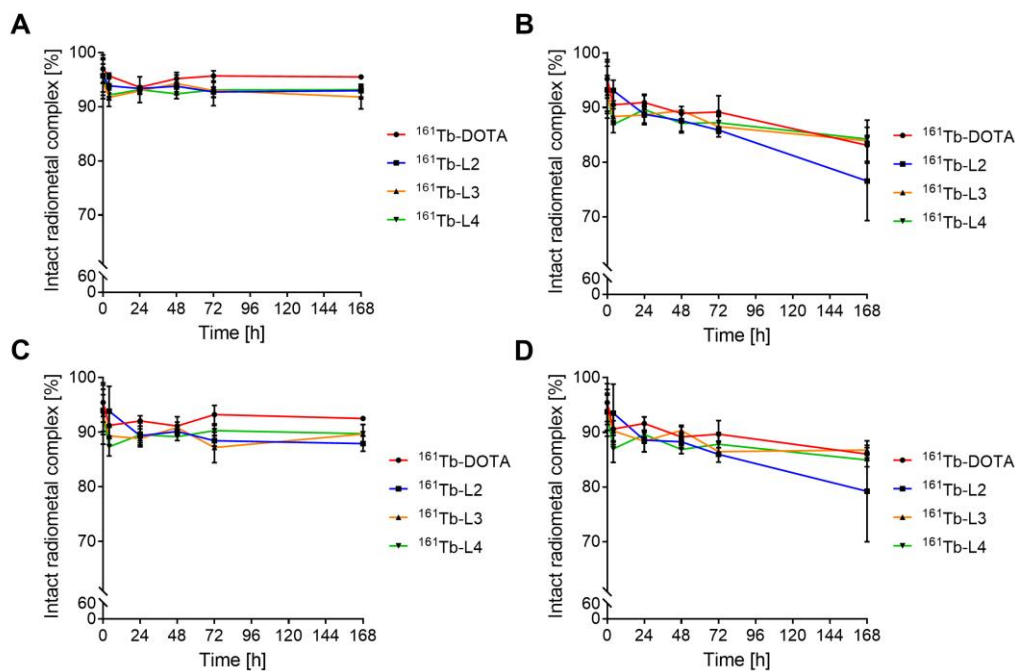 A
Intact radiometal complex [%]
100
90
80
70
60
0
0 24 48 72 96 120 144 168
Time [h]
¹⁶¹Tb-DOTA
¹⁶¹Tb-L2
¹⁶¹Tb-L3
¹⁶¹Tb-L4
B
Intact radiometal complex [%]
100
90
80
70
60
0
0 24 48 72 96 120 144 168
Time [h]
¹⁶¹Tb-DOTA
¹⁶¹Tb-L2
¹⁶¹Tb-L3
¹⁶¹Tb-L4
C
Intact radiometal complex [%]
100
90
80
70
60
0
0 24 48 72 96 120 144 168
Time [h]
¹⁶¹Tb-DOTA
¹⁶¹Tb-L2
¹⁶¹Tb-L3
¹⁶¹Tb-L4
D
Intact radiometal complex [%]
100
90
80
70
60
0
0 24 48 72 96 120 144 168
Time [h]
¹⁶¹Tb-DOTA
¹⁶¹Tb-L2
¹⁶¹Tb-L3
¹⁶¹Tb-L4